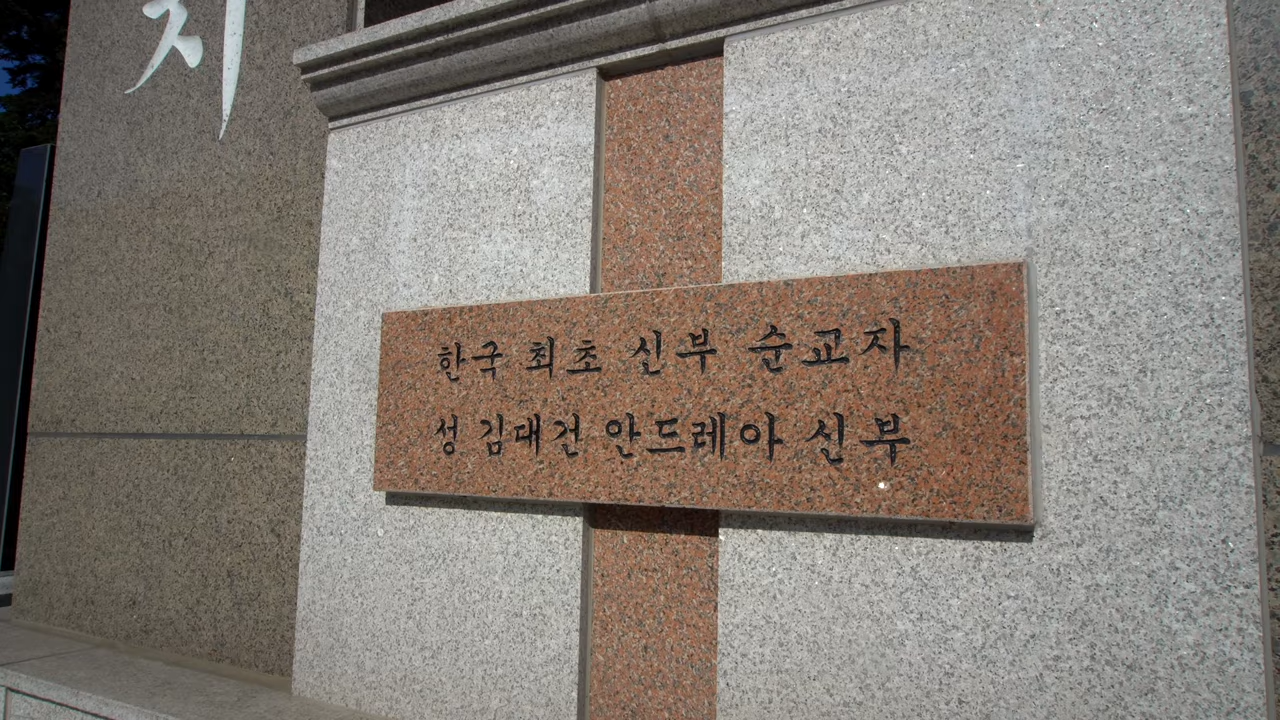 지
한국 최초 신부 순교자
성 김대건 안드레아 신부